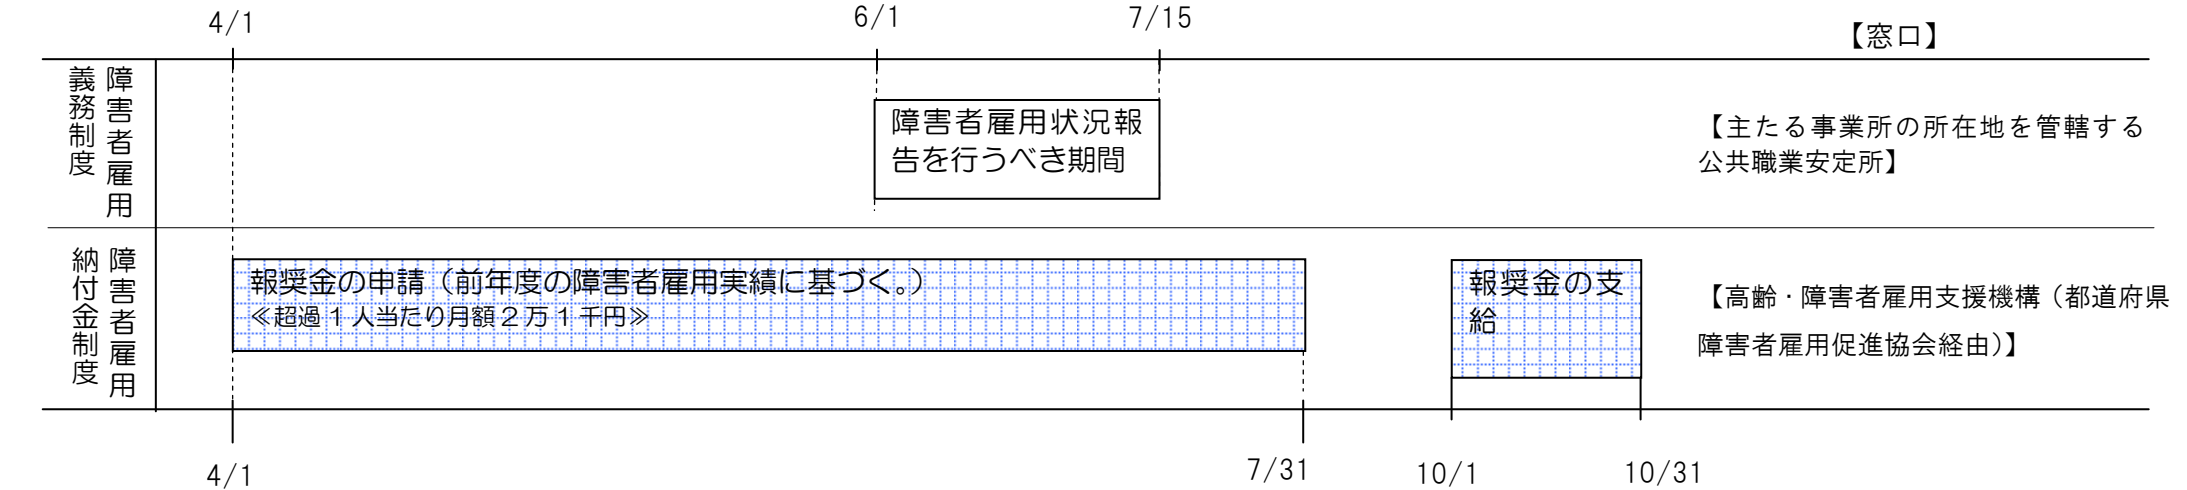 4/1
6/1
7/15
【窓口】
障害者雇用
義務制度
障害者雇用状況報
告を行うべき期間
【主たる事業所の所在地を管轄する
公共職業安定所】
障害者雇用
納付金制度
報奨金の申請（前年度の障害者雇用実績に基づく。）
≪超過１人当たり月額２万１千円≫
報奨金の支
給
【高齢・障害者雇用支援機構（都道府県
障害者雇用促進協会経由）】
4/1
7/31
10/1
10/31